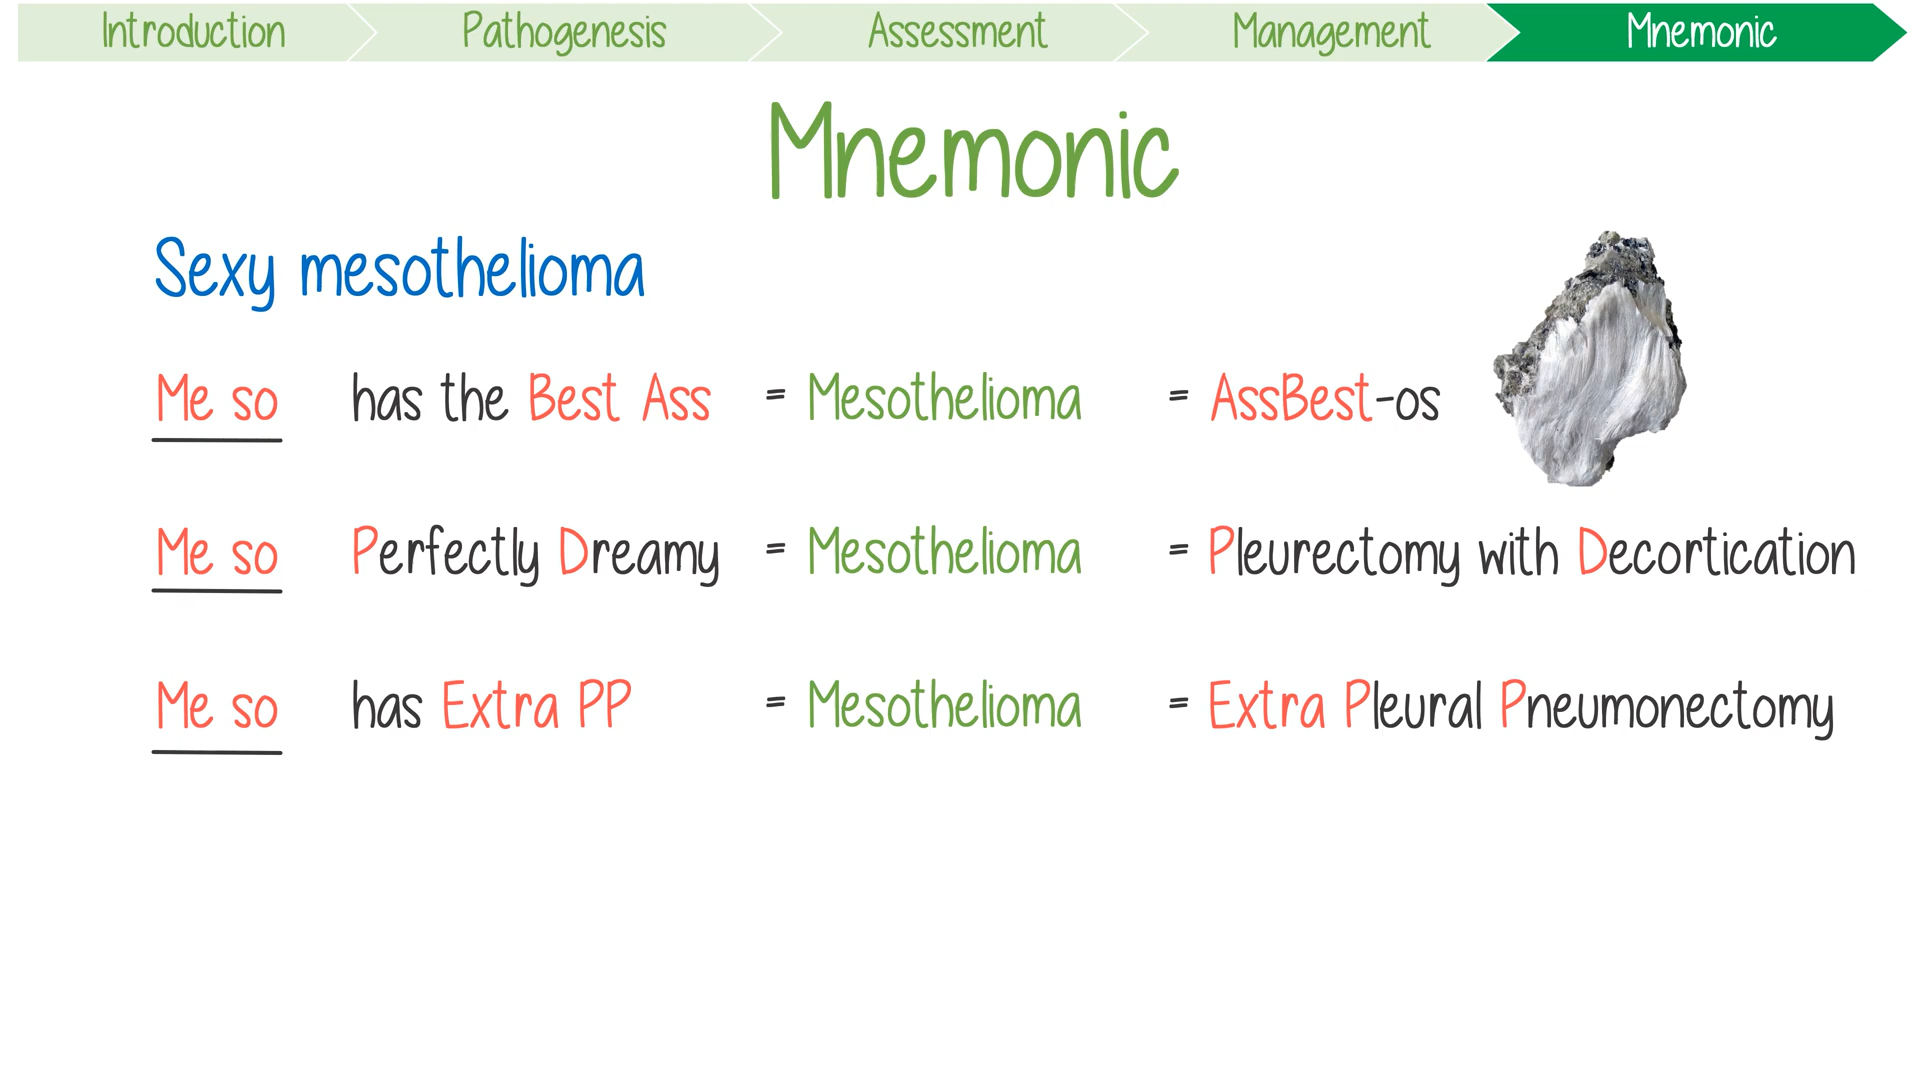 Introduction Pathogenesis Assessment Management Mnemonic
Mnemonic
Sexy mesothelioma
Me so has the Best Ass = Mesothelioma = AssBest-os
Me so Perfectly Dreamy = Mesothelioma = Pleurectomy with Decortication
Me so has Extra PP = Mesothelioma = Extra Pleural Pneumonectomy